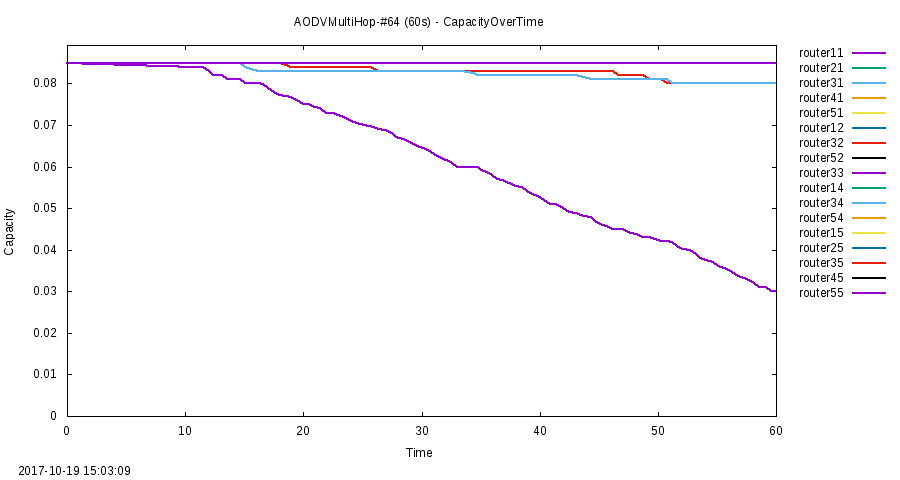 AODVMultiHop-#64 (60s) - CapacityOverTime
router11
router21
router31
router41
router51
router12
router32
router52
router33
router14
router34
router54
router15
router25
router35
router45
router55
0.08
0.07
0.06
0.05
0.04
0.03
0.02
0.01
0
Capacity
0 10 20 30 40 50 60
Time
2017-10-19 15:03:09